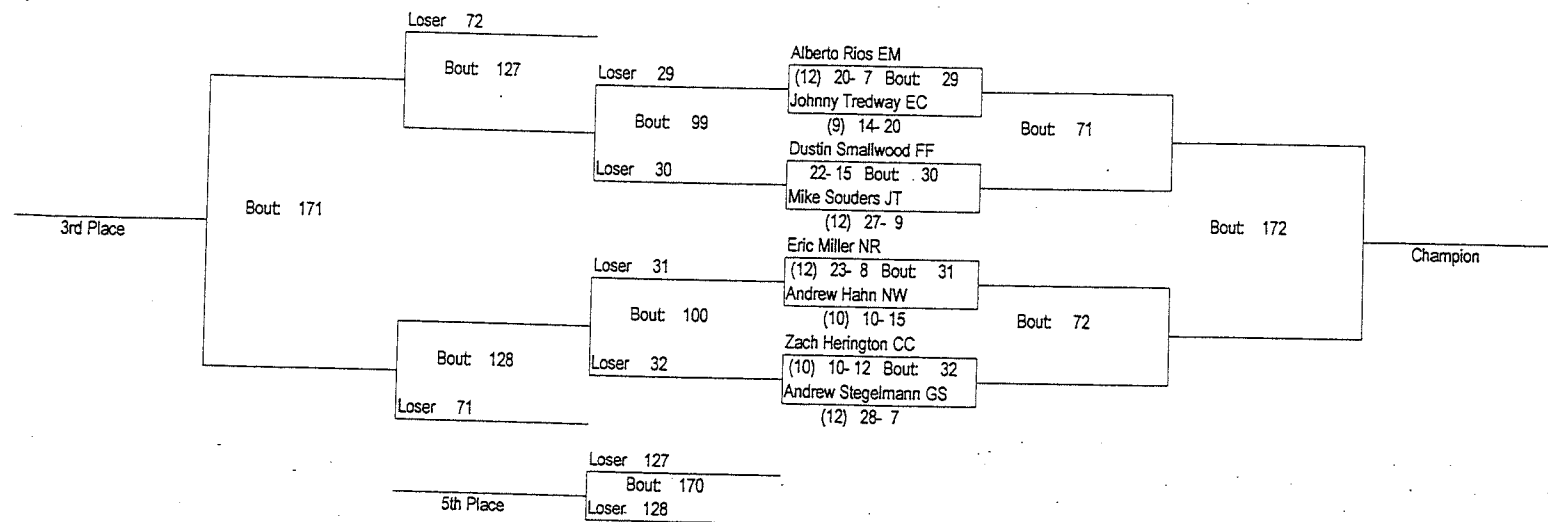 Loser 72
Bout: 127
Loser 29
Bout: 99
Loser 30
Alberto Rios EM
(12) 20- 7 Bout: 29
Johnny Tredway EC
(9) 14- 20
Dustin Smallwood FF
22- 15 Bout: 30
Mike Souders JT
(12) 27- 9
Bout: 71
Bout: 171
3rd Place
Bout: 172
Champion
Loser 31
Bout: 100
Loser 32
Eric Miller NR
(12) 23- 8 Bout: 31
Andrew Hahn NW
(10) 10- 15
Zach Herington CC
(10) 10- 12 Bout: 32
Andrew Stegelmann GS
(12) 28- 7
Bout: 72
Bout: 128
Loser 71
Loser 127
Bout: 170
5th Place
Loser 128